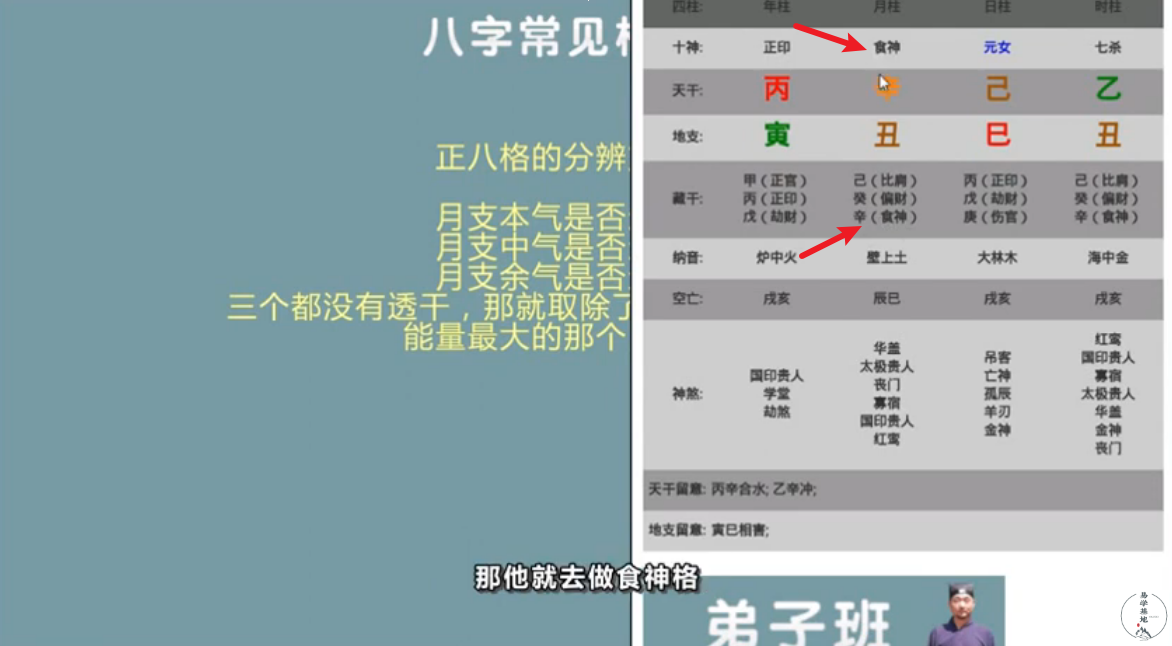 八字常见
正八格的分辨
月支本气是否
月支中气是否
月支余气是否
三个都没有透干，那就取除了
能量最大的那个
四柱: 年柱 月柱 日柱 时柱
十神: 正印 食神 元女 七杀
天干: 丙 己 乙
地支: 寅 丑 巳 丑
藏干: 甲（正官） 己（比肩） 丙（正印） 己（比肩）
丙（正印） 癸（偏财） 戊（劫财） 癸（偏财）
戊（劫财） 辛（食神） 庚（伤官） 辛（食神）
纳音: 炉中火 壁上土 大林木 海中金
空亡: 戌亥 辰巳 戌亥 戌亥
神煞:
国印贵人
学堂
劫煞
华盖
太极贵人
丧门
寡宿
国印贵人
红鸾
吊客
亡神
孤辰
羊刃
金神
红鸾
国印贵人
寡宿
太极贵人
华盖
金神
丧门
天干留意: 丙辛合水; 乙辛冲;
地支留意: 寅巳相害;
那他就去做食神格
弟子班
易学基地